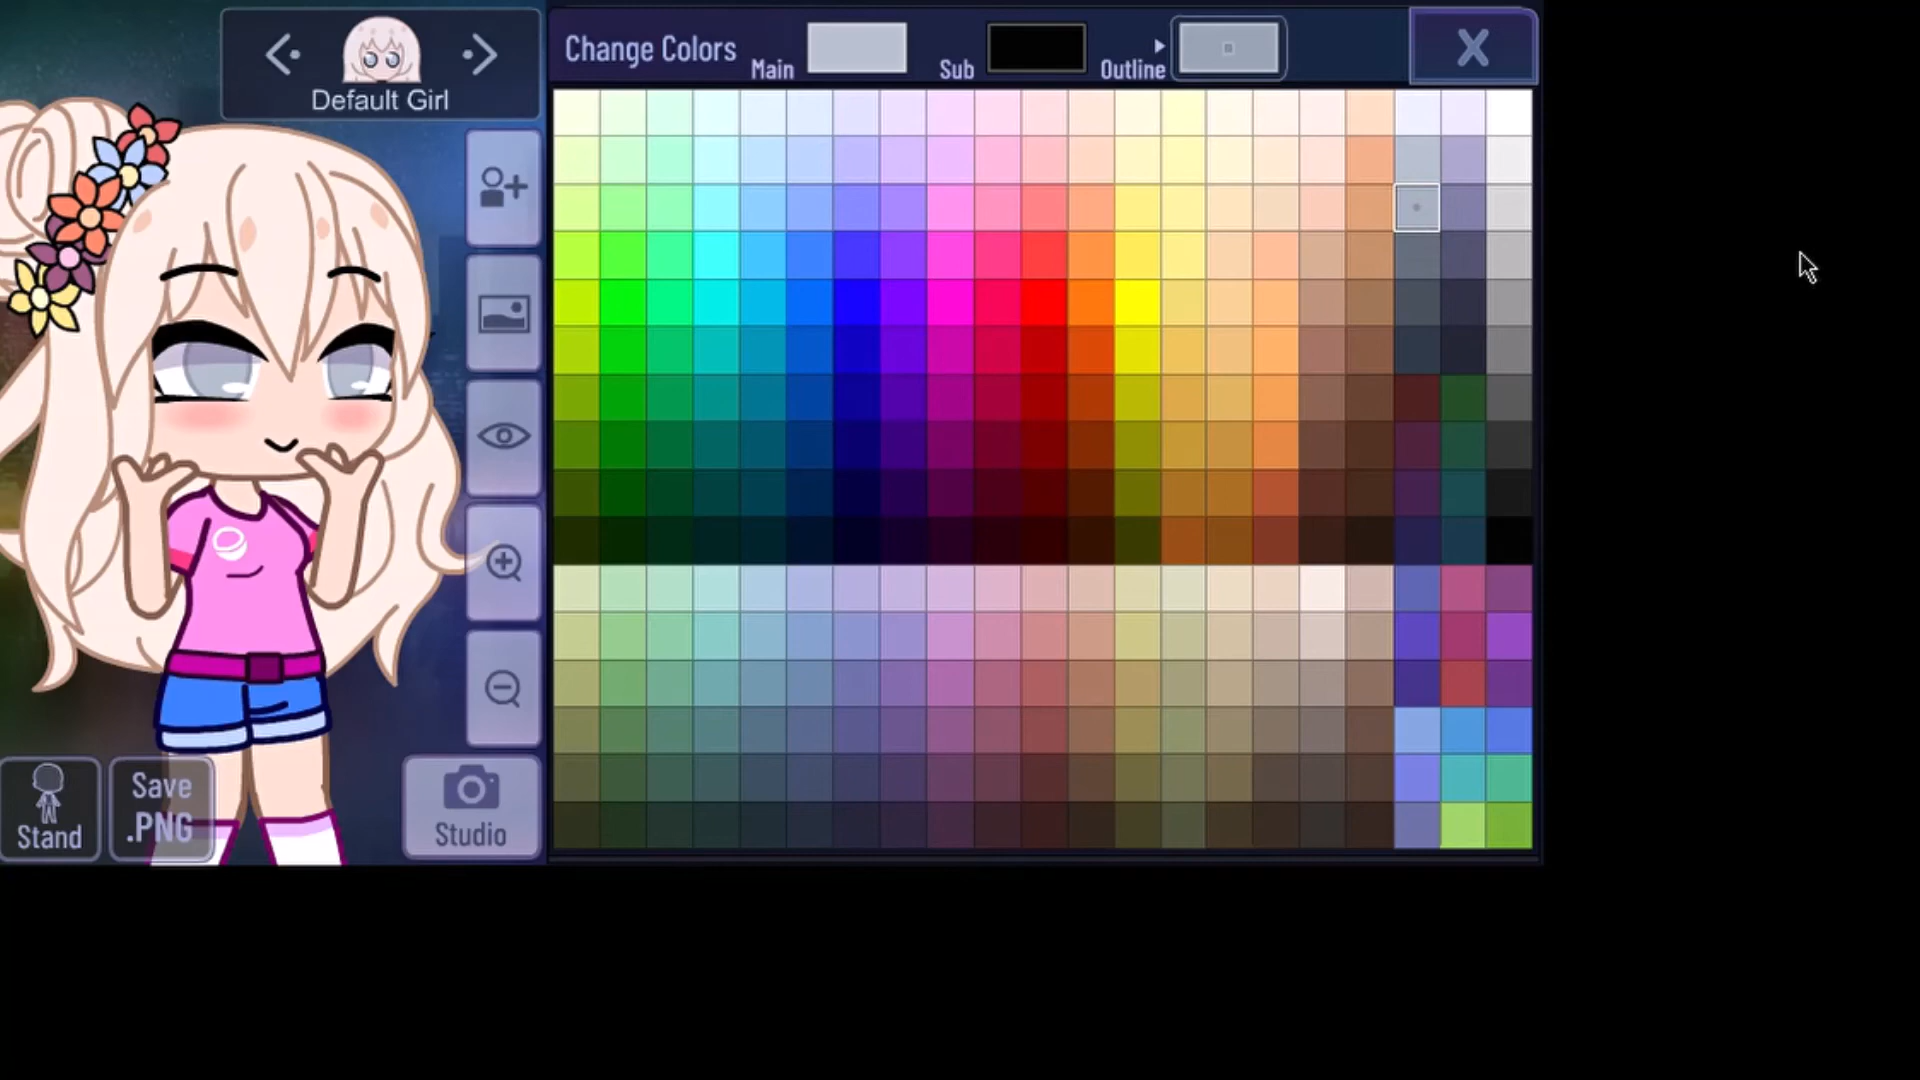 Default Girl
Change Colors
Main
Sub
Outline
X
Stand
Save
.PNG
Studio